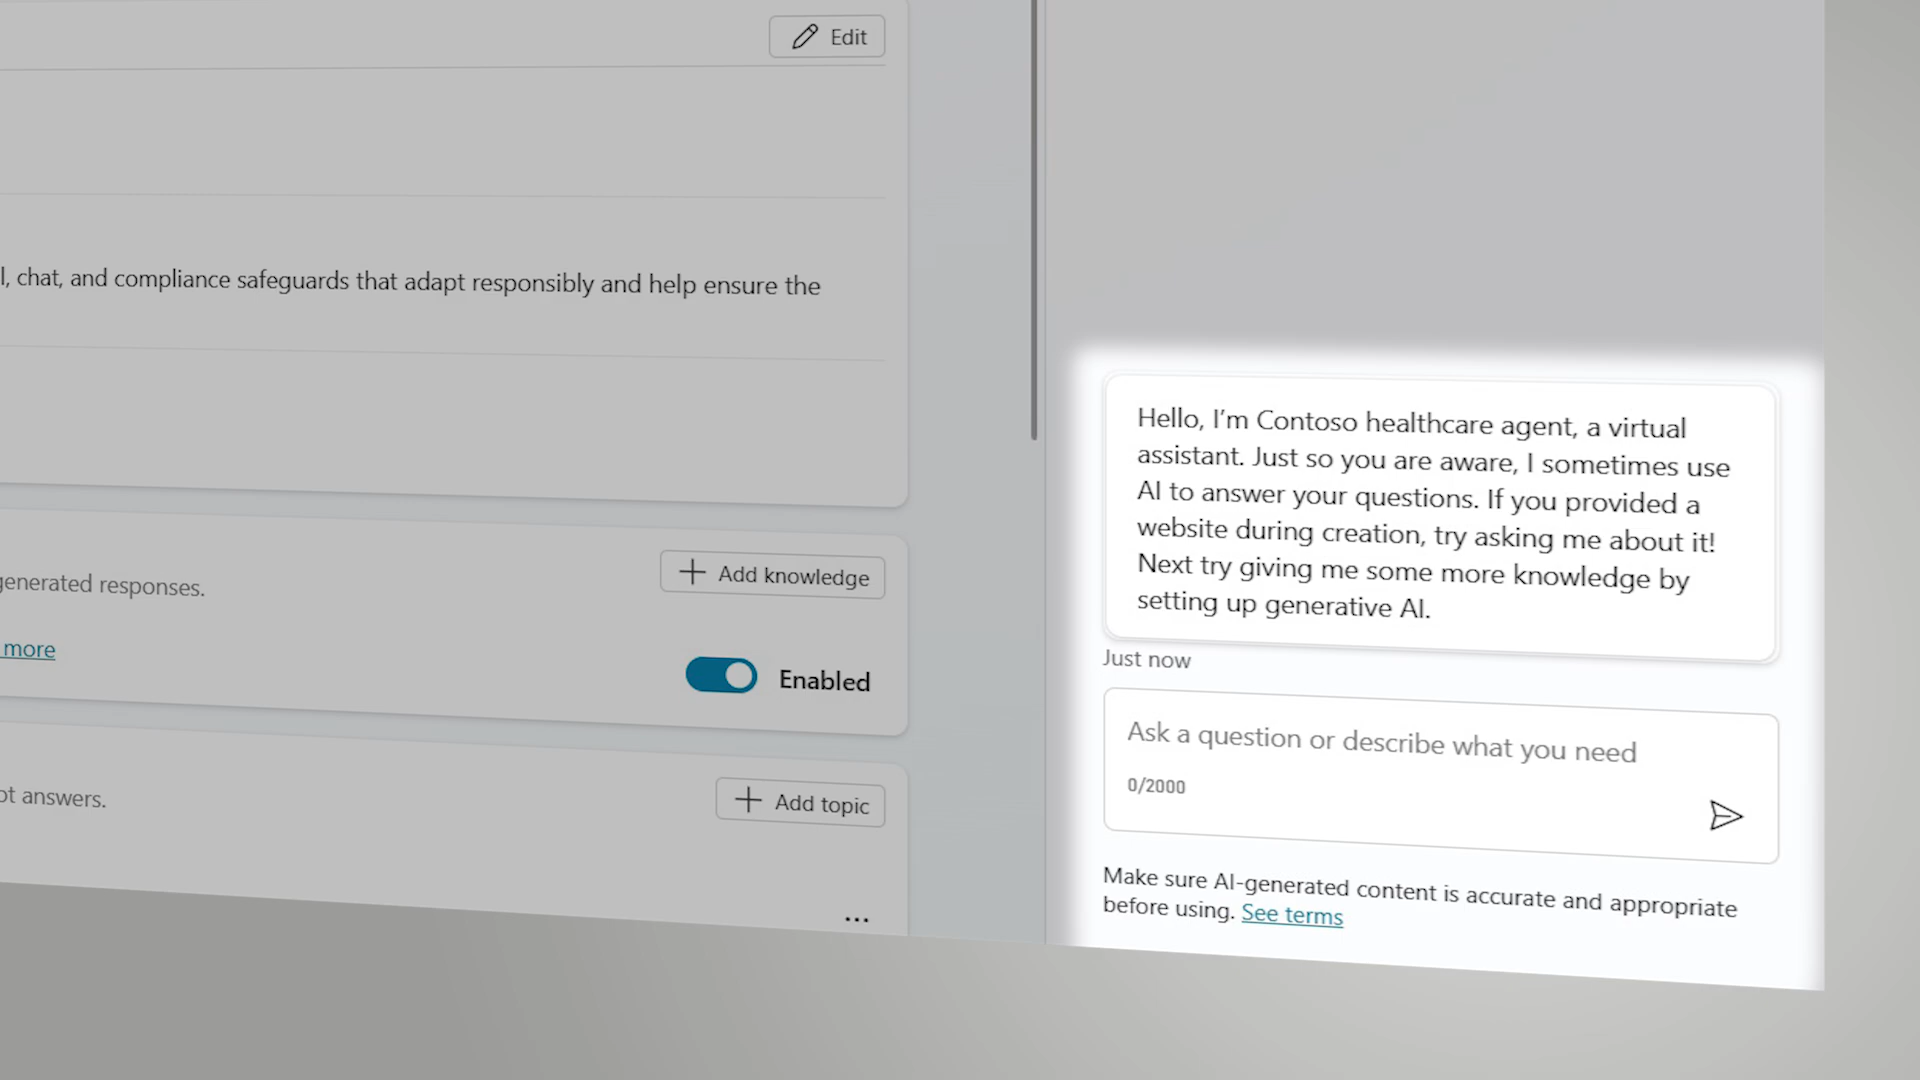 Edit
l, chat, and compliance safeguards that adapt responsibly and help ensure the
generated responses.
Add knowledge
more
Enabled
ot answers.
Add topic
...
Hello, I'm Contoso healthcare agent, a virtual
assistant. Just so you are aware, I sometimes use
AI to answer your questions. If you provided a
website during creation, try asking me about it!
Next try giving me some more knowledge by
setting up generative AI.
Just now
Ask a question or describe what you need
0/2000
Make sure AI-generated content is accurate and appropriate
before using. See terms